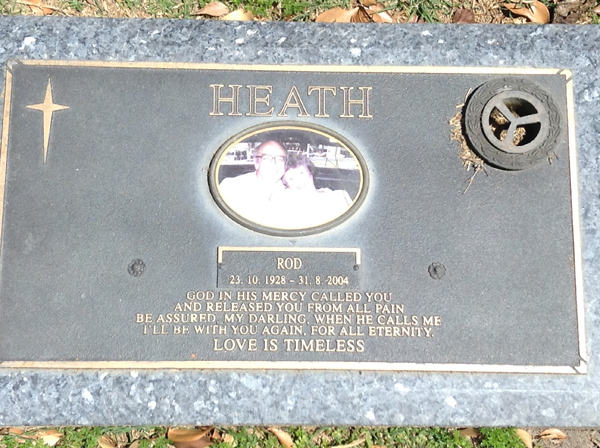 HEATH
ROD
23. 10. 1928 - 31. 8. 2004
GOD IN HIS MERCY CALLED YOU
AND RELEASED YOU FROM ALL PAIN
BE ASSURED, MY DARLING, WHEN HE CALLS ME
I'LL BE WITH YOU AGAIN, FOR ALL ETERNITY.
LOVE IS TIMELESS